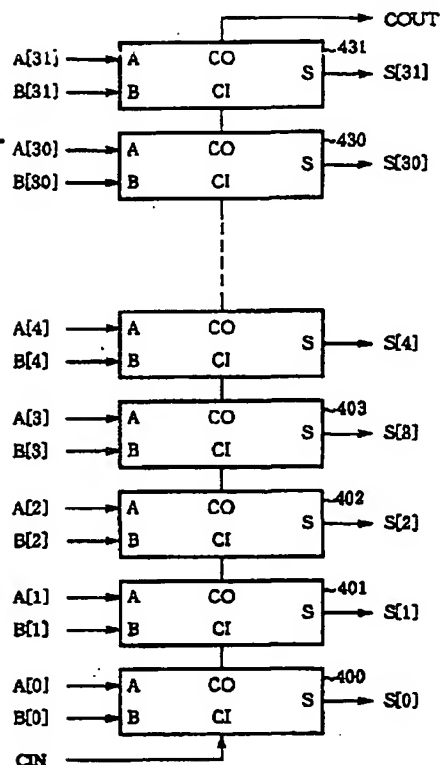 COUT
A[31] A CO 431
S S[31]
B[31] B CI
A[30] A CO 430
S S[30]
B[30] B CI
A[4] A CO
S S[4]
B[4] B CI
A[3] A CO 403
S S[8]
B[3] B CI
A[2] A CO 402
S S[2]
B[2] B CI
A[1] A CO 401
S S[1]
B[1] B CI
A[0] A CO 400
S S[0]
B[0] B CI
CIN